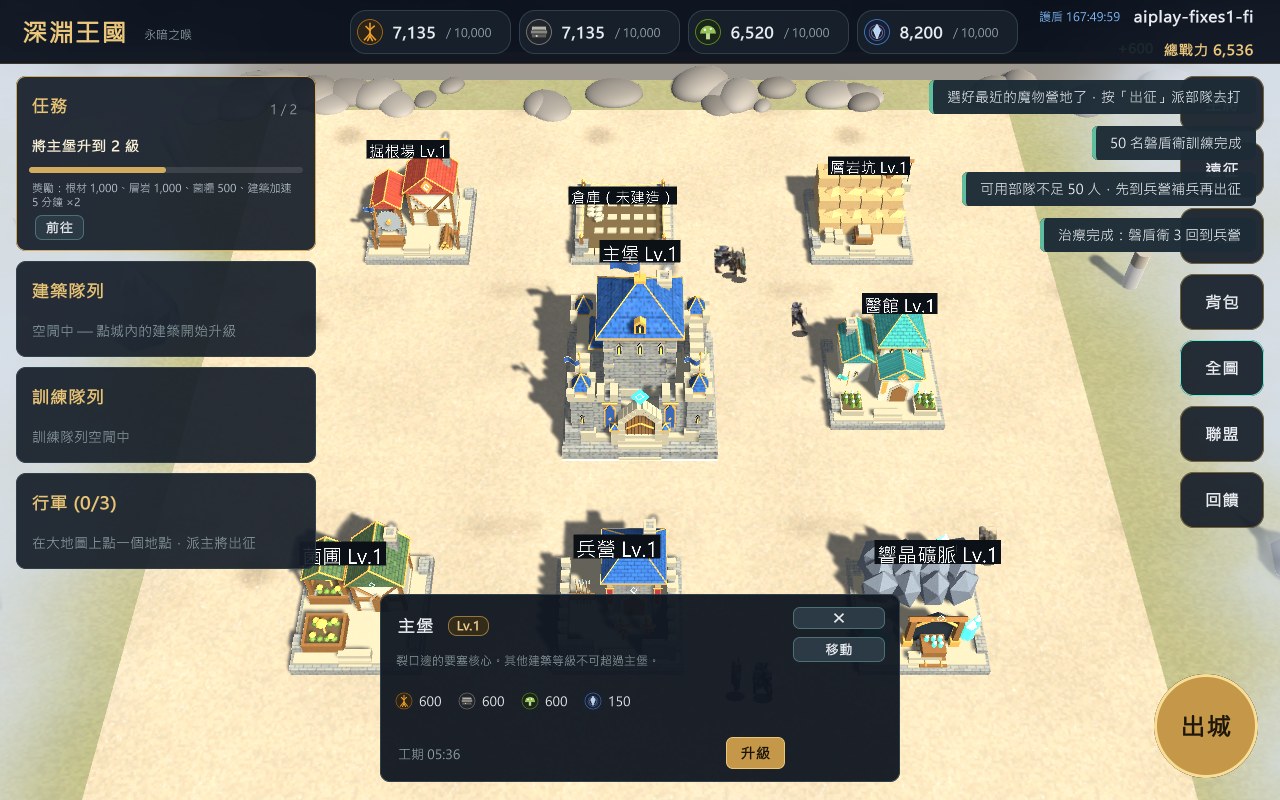 深淵王國
永暗之喉
7,135 / 10,000
7,135 / 10,000
6,520 / 10,000
8,200 / 10,000
護盾 167:49:59
aiplay-fixes1-fi
+600
總戰力 6,536
任務
1 / 2
將主堡升到 2 級
獎勵：根材 1,000、層岩 1,000、菌糧 500、建築加速
5 分鐘 ×2
前往
建築隊列
空閒中 — 點城內的建築開始升級
訓練隊列
訓練隊列空閒中
行軍 (0/3)
在大地圖上點一個地點，派主將出征
選好最近的魔物營地了，按「出征」派部隊去打
50 名磐盾衛訓練完成
遠征
可用部隊不足 50 人，先到兵營補兵再出征
治療完成：磐盾衛 3 回到兵營
背包
全圖
聯盟
回饋
掘根場 Lv.1
倉庫（未建造）
層岩坑 Lv.1
主堡 Lv.1
醫館 Lv.1
菌圃 Lv.1
兵營 Lv.1
響晶礦脈 Lv.1
主堡 Lv.1
✕
移動
裂口邊的要塞核心，其他建築等級不可超過主堡。
600
600
600
150
工期 05:36
升級
出城